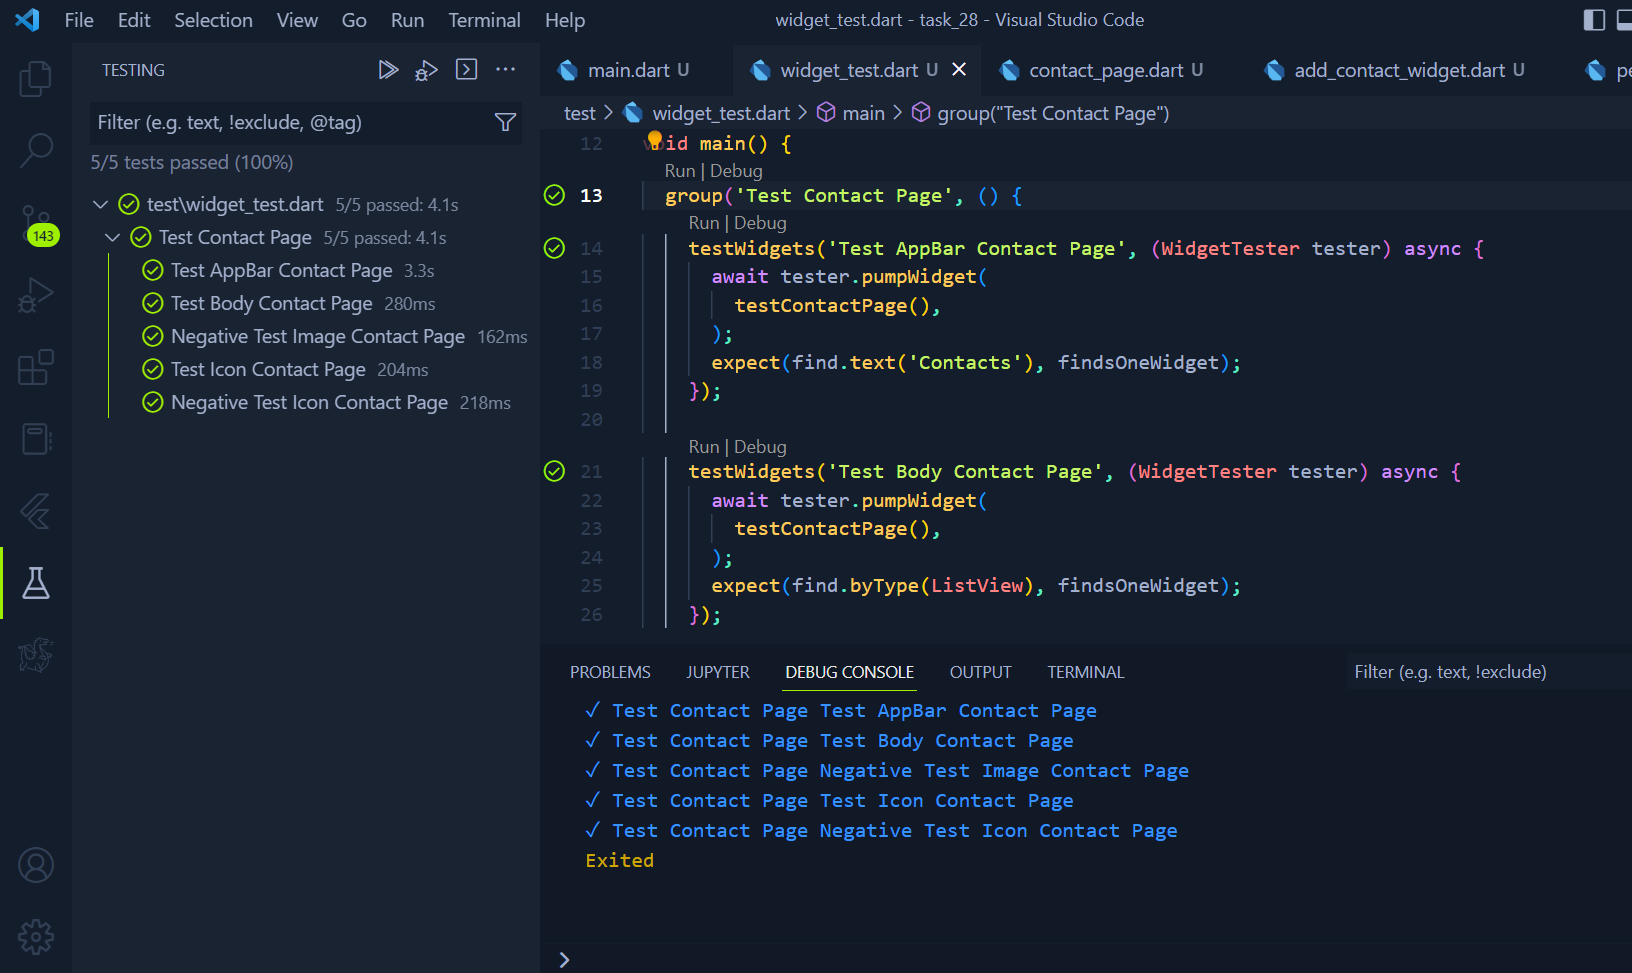 File Edit Selection View Go Run Terminal Help widget_test.dart - task_28 - Visual Studio Code
TESTING
Filter (e.g. text, !exclude, @tag)
5/5 tests passed (100%)
test\widget_test.dart 5/5 passed: 4.1s
Test Contact Page 5/5 passed: 4.1s
Test AppBar Contact Page 3.3s
Test Body Contact Page 280ms
Negative Test Image Contact Page 162ms
Test Icon Contact Page 204ms
Negative Test Icon Contact Page 218ms
143
main.dart U widget_test.dart U contact_page.dart U add_contact_widget.dart U pe
test > widget_test.dart > main > group("Test Contact Page")
12 void main() {
Run | Debug
13 group('Test Contact Page', () {
Run | Debug
14 testWidgets('Test AppBar Contact Page', (WidgetTester tester) async {
15 await tester.pumpWidget(
16 testContactPage(),
17 );
18 expect(find.text('Contacts'), findsOneWidget);
19 });
20
Run | Debug
21 testWidgets('Test Body Contact Page', (WidgetTester tester) async {
22 await tester.pumpWidget(
23 testContactPage(),
24 );
25 expect(find.byType(ListView), findsOneWidget);
26 });
PROBLEMS JUPYTER DEBUG CONSOLE OUTPUT TERMINAL Filter (e.g. text, !exclude)
✓ Test Contact Page Test AppBar Contact Page
✓ Test Contact Page Test Body Contact Page
✓ Test Contact Page Negative Test Image Contact Page
✓ Test Contact Page Test Icon Contact Page
✓ Test Contact Page Negative Test Icon Contact Page
Exited
>